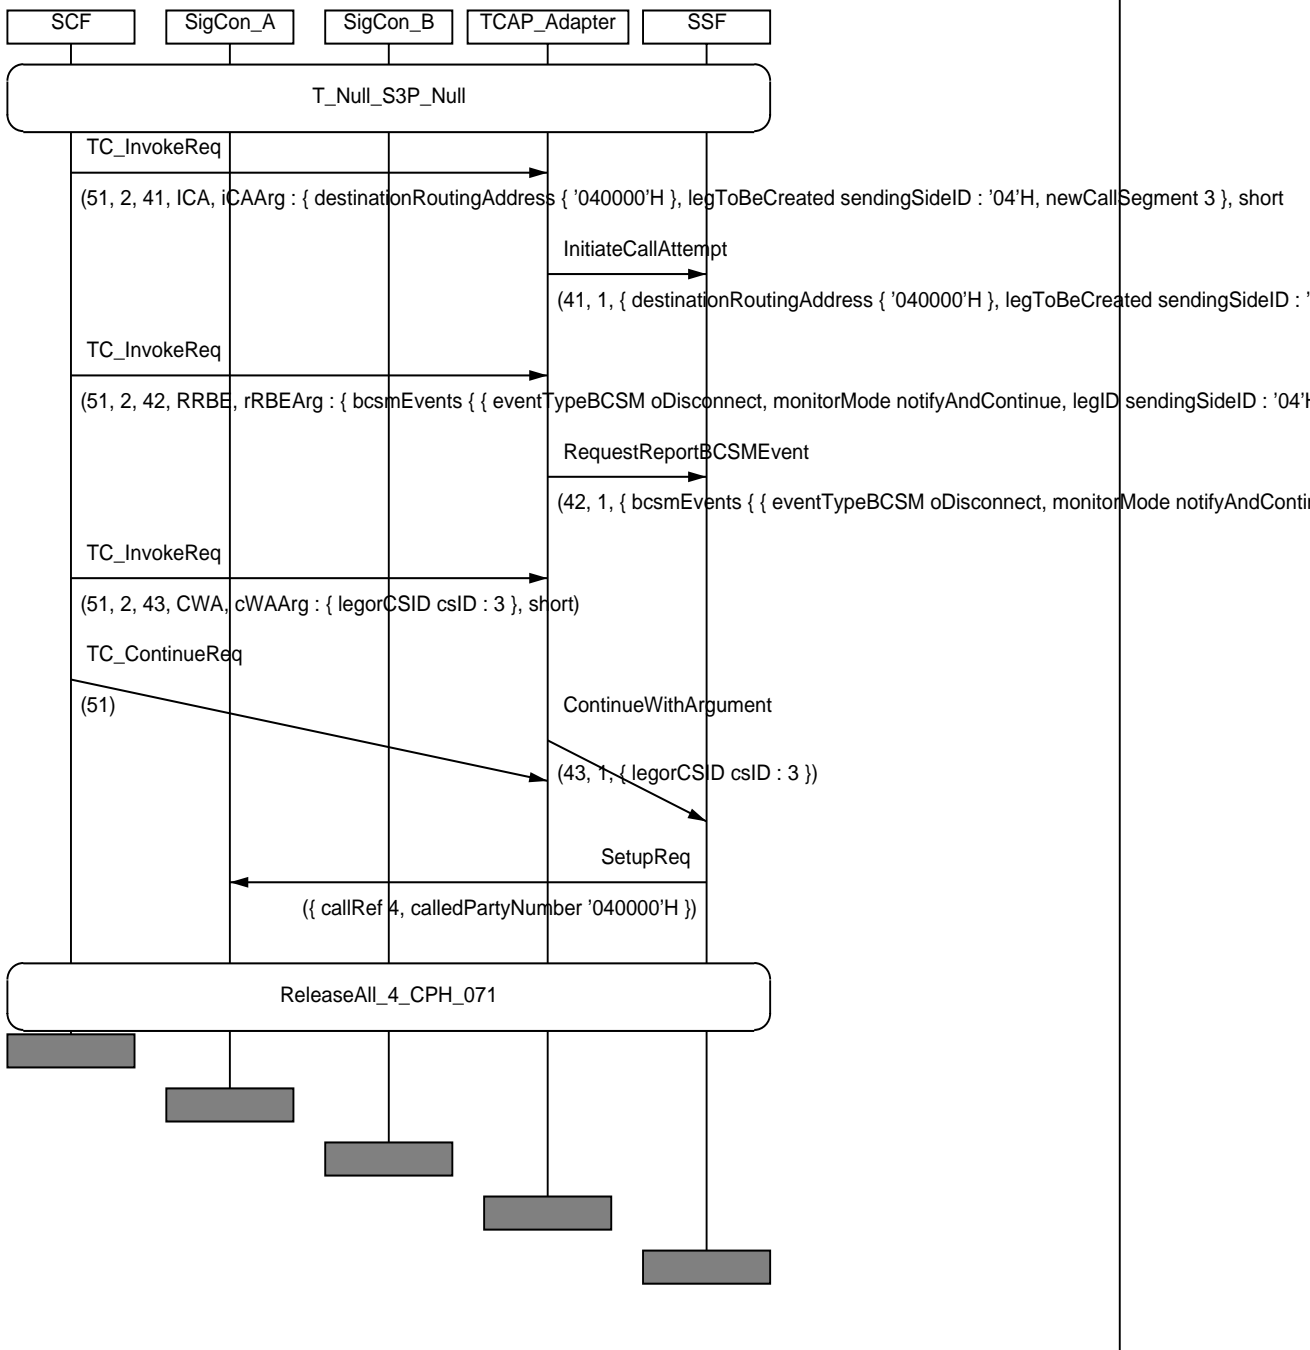 SCF SigCon_A SigCon_B TCAP_Adapter SSF
T_Null_S3P_Null
TC_InvokeReq
(51, 2, 41, ICA, iCAArg : { destinationRoutingAddress { '040000'H }, legToBeCreated sendingSideID : '04'H, newCallSegment 3 }, short
InitiateCallAttempt
(41, 1, { destinationRoutingAddress { '040000'H }, legToBeCreated sendingSideID : '
TC_InvokeReq
(51, 2, 42, RRBE, rRBEArg : { bcsmEvents { { eventTypeBCSM oDisconnect, monitorMode notifyAndContinue, legID sendingSideID : '04'H
RequestReportBCSMEvent
(42, 1, { bcsmEvents { { eventTypeBCSM oDisconnect, monitorMode notifyAndConti
TC_InvokeReq
(51, 2, 43, CWA, cWAArg : { legorCSID csID : 3 }, short)
TC_ContinueReq
(51)
ContinueWithArgument
(43, 1, { legorCSID csID : 3 })
SetupReq
({ callRef 4, calledPartyNumber '040000'H })
ReleaseAll_4_CPH_071